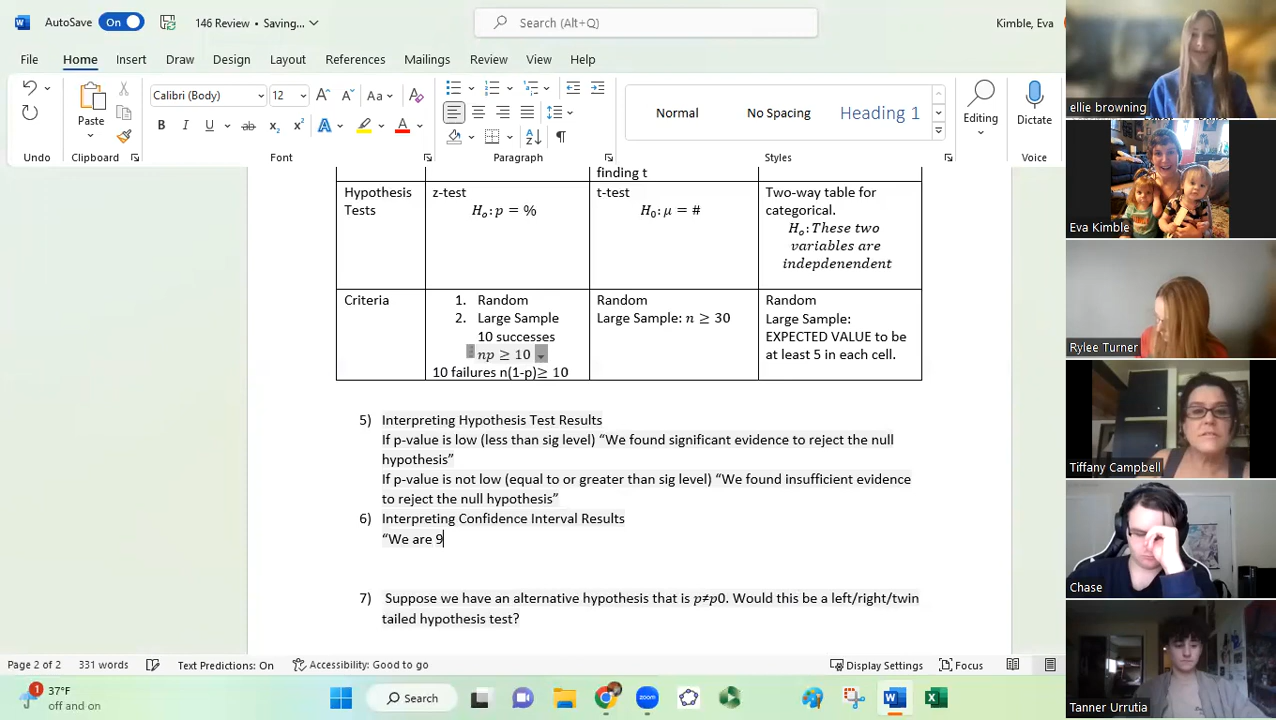 AutoSave On 146 Review • Saving... Search (Alt+Q) Kimble, Eva
File Home Insert Draw Design Layout References Mailings Review View Help
Calibri (Body) 12 A A Aa A
Paste
B I U ab x₂ x² A A
Normal No Spacing Heading 1
Editing Dictate
Undo Clipboard Font Paragraph Styles Voice
finding t
Hypothesis Tests
z-test
H₀: p = %
t-test
H₀: μ = #
Two-way table for
categorical.
H₀: These two
variables are
indepdenendent
Criteria
1. Random
2. Large Sample
10 successes
np ≥ 10
10 failures n(1-p)≥ 10
Random
Large Sample: n ≥ 30
Random
Large Sample:
EXPECTED VALUE to be
at least 5 in each cell.
5) Interpreting Hypothesis Test Results
If p-value is low (less than sig level) “We found significant evidence to reject the null
hypothesis”
If p-value is not low (equal to or greater than sig level) “We found insufficient evidence
to reject the null hypothesis”
6) Interpreting Confidence Interval Results
“We are 9
7) Suppose we have an alternative hypothesis that is p≠p0. Would this be a left/right/twin
tailed hypothesis test?
Page 2 of 2 331 words Text Predictions: On Accessibility: Good to go Display Settings Focus
1 37°F
off and on
Search
zoom
ellie browning
Eva Kimble
Rylee Turner
Tiffany Campbell
Chase
Tanner Urrutia